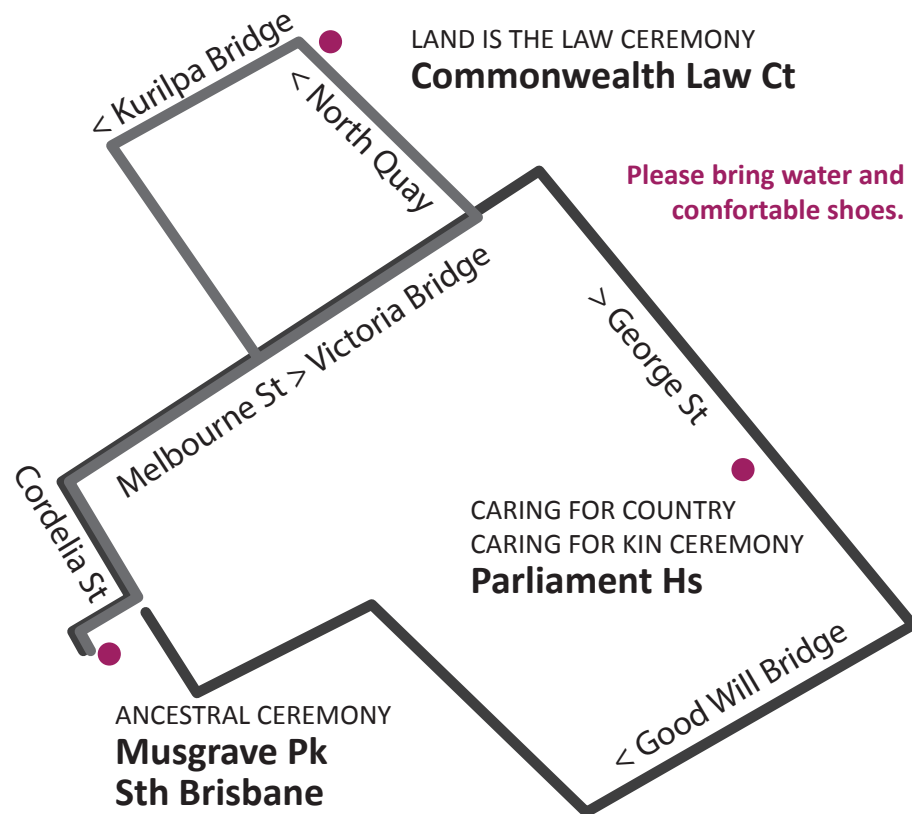 LAND IS THE LAW CEREMONY
Commonwealth Law Ct
< Kurilpa Bridge
< North Quay
Please bring water and
comfortable shoes.
Melbourne St > Victoria Bridge
> George St
Cordelia St
CARING FOR COUNTRY
CARING FOR KIN CEREMONY
Parliament Hs
< Good Will Bridge
ANCESTRAL CEREMONY
Musgrave Pk
Sth Brisbane